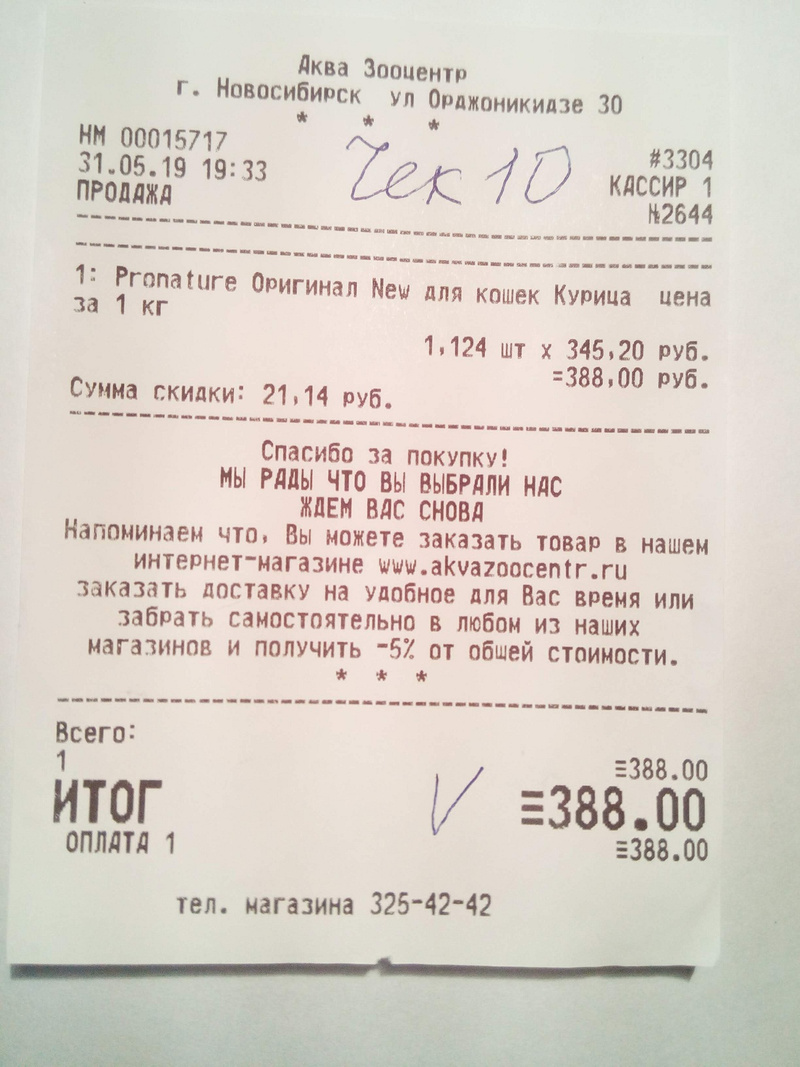 Аква Зооцентр
г. Новосибирск ул Орджоникидзе 30
* * *
НМ 00015717
31.05.19 19:33
ПРОДАЖА
Чек 10
#3304
КАССИР 1
№2644
1: Pronature Оригинал New для кошек Курица цена
за 1 кг
1,124 шт х 345,20 руб.
=388,00 руб.
Сумма скидки: 21,14 руб.
Спасибо за покупку!
МЫ РАДЫ ЧТО ВЫ ВЫБРАЛИ НАС
ЖДЕМ ВАС СНОВА
Напоминаем что, Вы можете заказать товар в нашем
интернет-магазине www.akvazoocentr.ru
заказать доставку на удобное для Вас время или
забрать самостоятельно в любом из наших
магазинов и получить -5% от обшей стоимости.
* * *
Всего:
1 ≡388.00
ИТОГ ≡388.00
ОПЛАТА 1 ≡388.00
тел. магазина 325-42-42